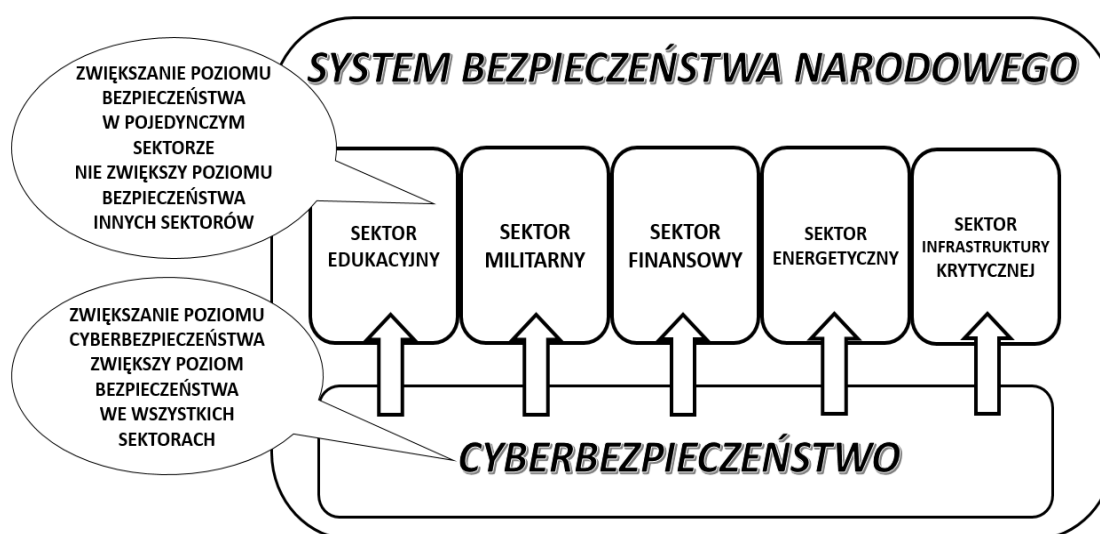 SYSTEM BEZPIECZEŃSTWA NARODOWEGO
ZWIĘKSZANIE POZIOMU
BEZPIECZEŃSTWA
W POJEDYNCZYM
SEKTORZE
NIE ZWIĘKSZY POZIOMU
BEZPIECZEŃSTWA
INNYCH SEKTORÓW
SEKTOR
EDUKACYJNY
SEKTOR
MILITARNY
SEKTOR
FINANSOWY
SEKTOR
ENERGETYCZNY
SEKTOR
INFRASTRUKTURY
KRYTYCZNEJ
ZWIĘKSZANIE POZIOMU
CYBERBEZPIECZEŃSTWA
ZWIĘKSZY POZIOM
BEZPIECZEŃSTWA
WE WSZYSTKICH
SEKTORACH
CYBERBEZPIECZEŃSTWO